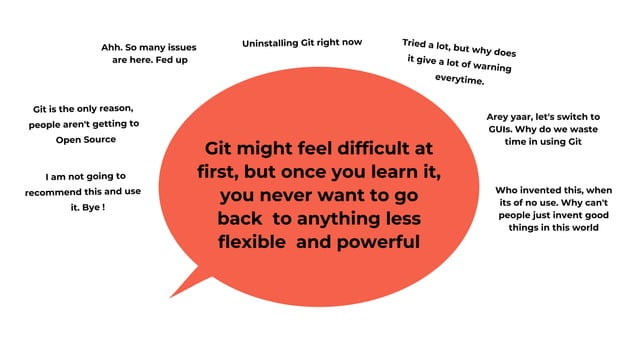 Ahh. So many issues
are here. Fed up
Uninstalling Git right now
Tried a lot, but why does
it give a lot of warning
everytime.
Git is the only reason,
people aren't getting to
Open Source
Arey yaar, let's switch to
GUIs. Why do we waste
time in using Git
I am not going to
recommend this and use
it. Bye !
Who invented this, when
its of no use. Why can't
people just invent good
things in this world
Git might feel difficult at
first, but once you learn it,
you never want to go
back to anything less
flexible and powerful